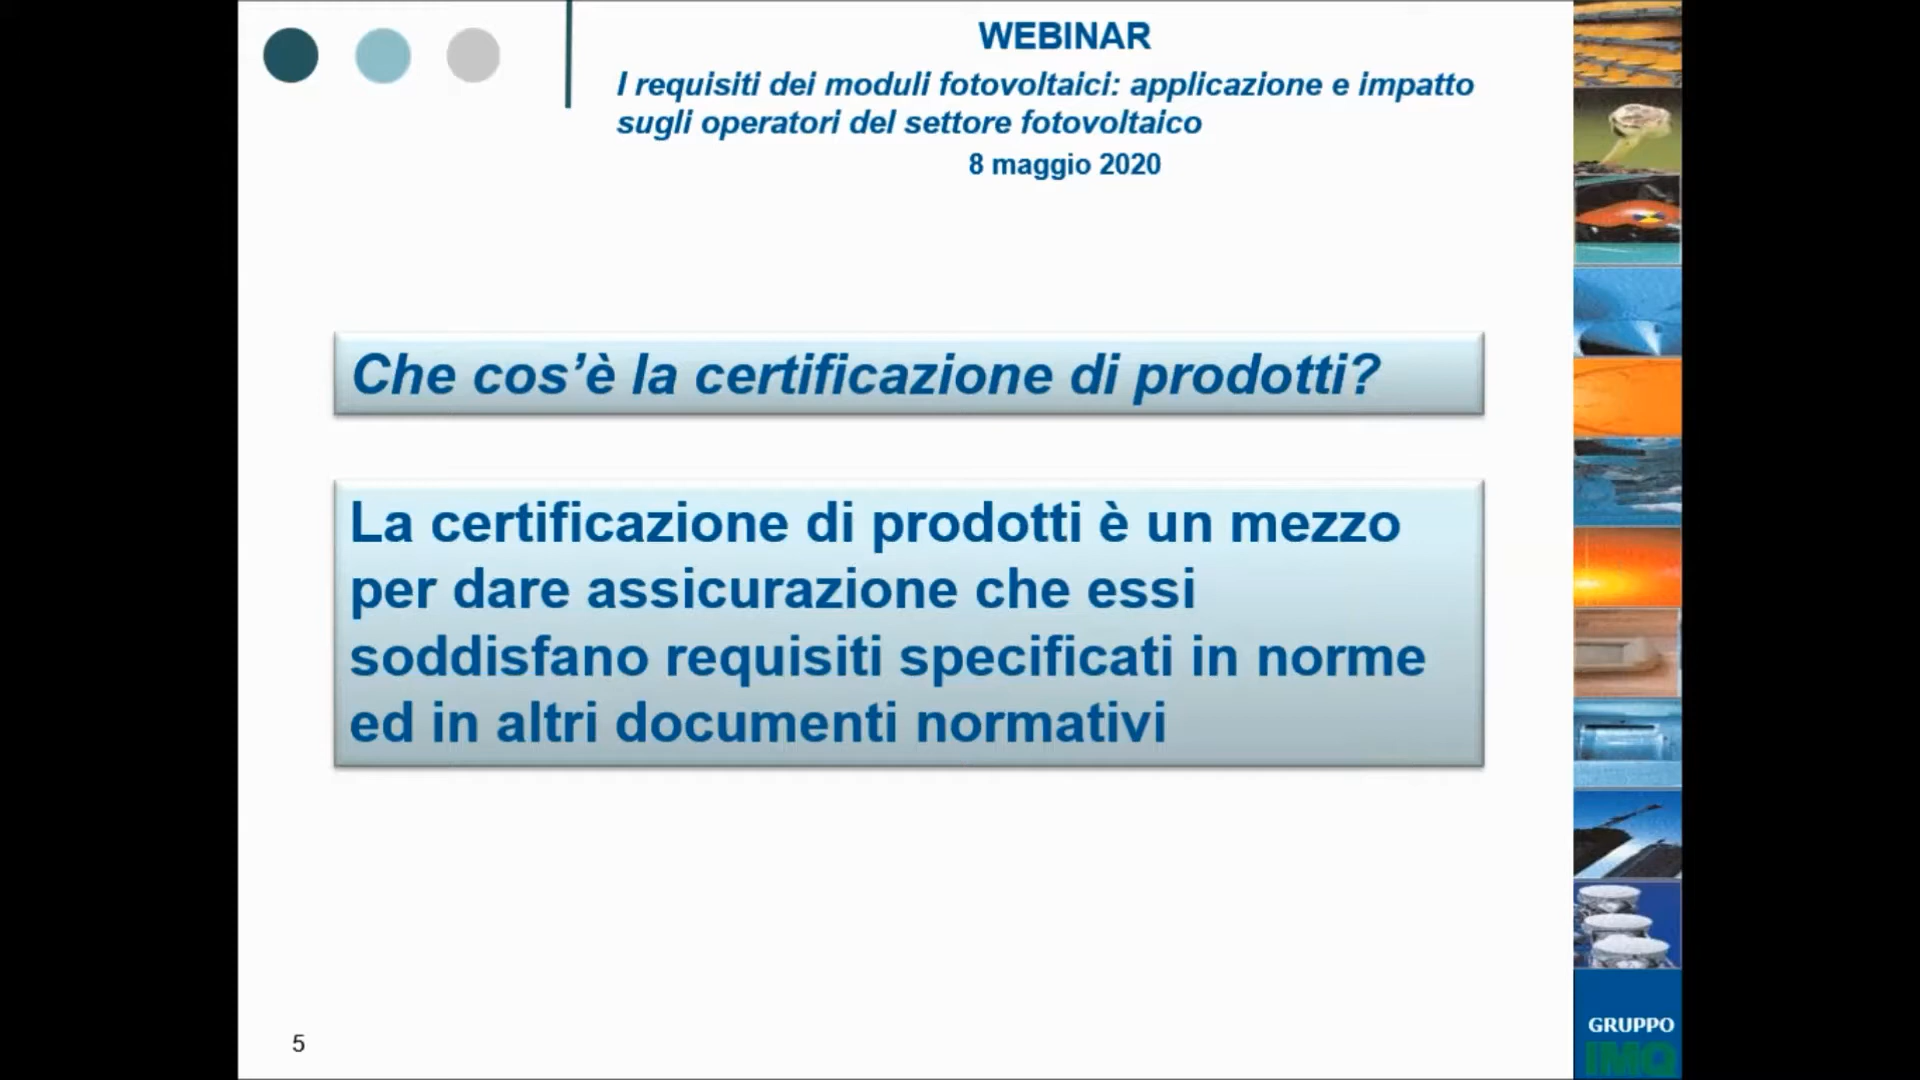 WEBINAR
I requisiti dei moduli fotovoltaici: applicazione e impatto
sugli operatori del settore fotovoltaico
8 maggio 2020
Che cos’è la certificazione di prodotti?
La certificazione di prodotti è un mezzo
per dare assicurazione che essi
soddisfano requisiti specificati in norme
ed in altri documenti normativi
5
GRUPPO
IMQ